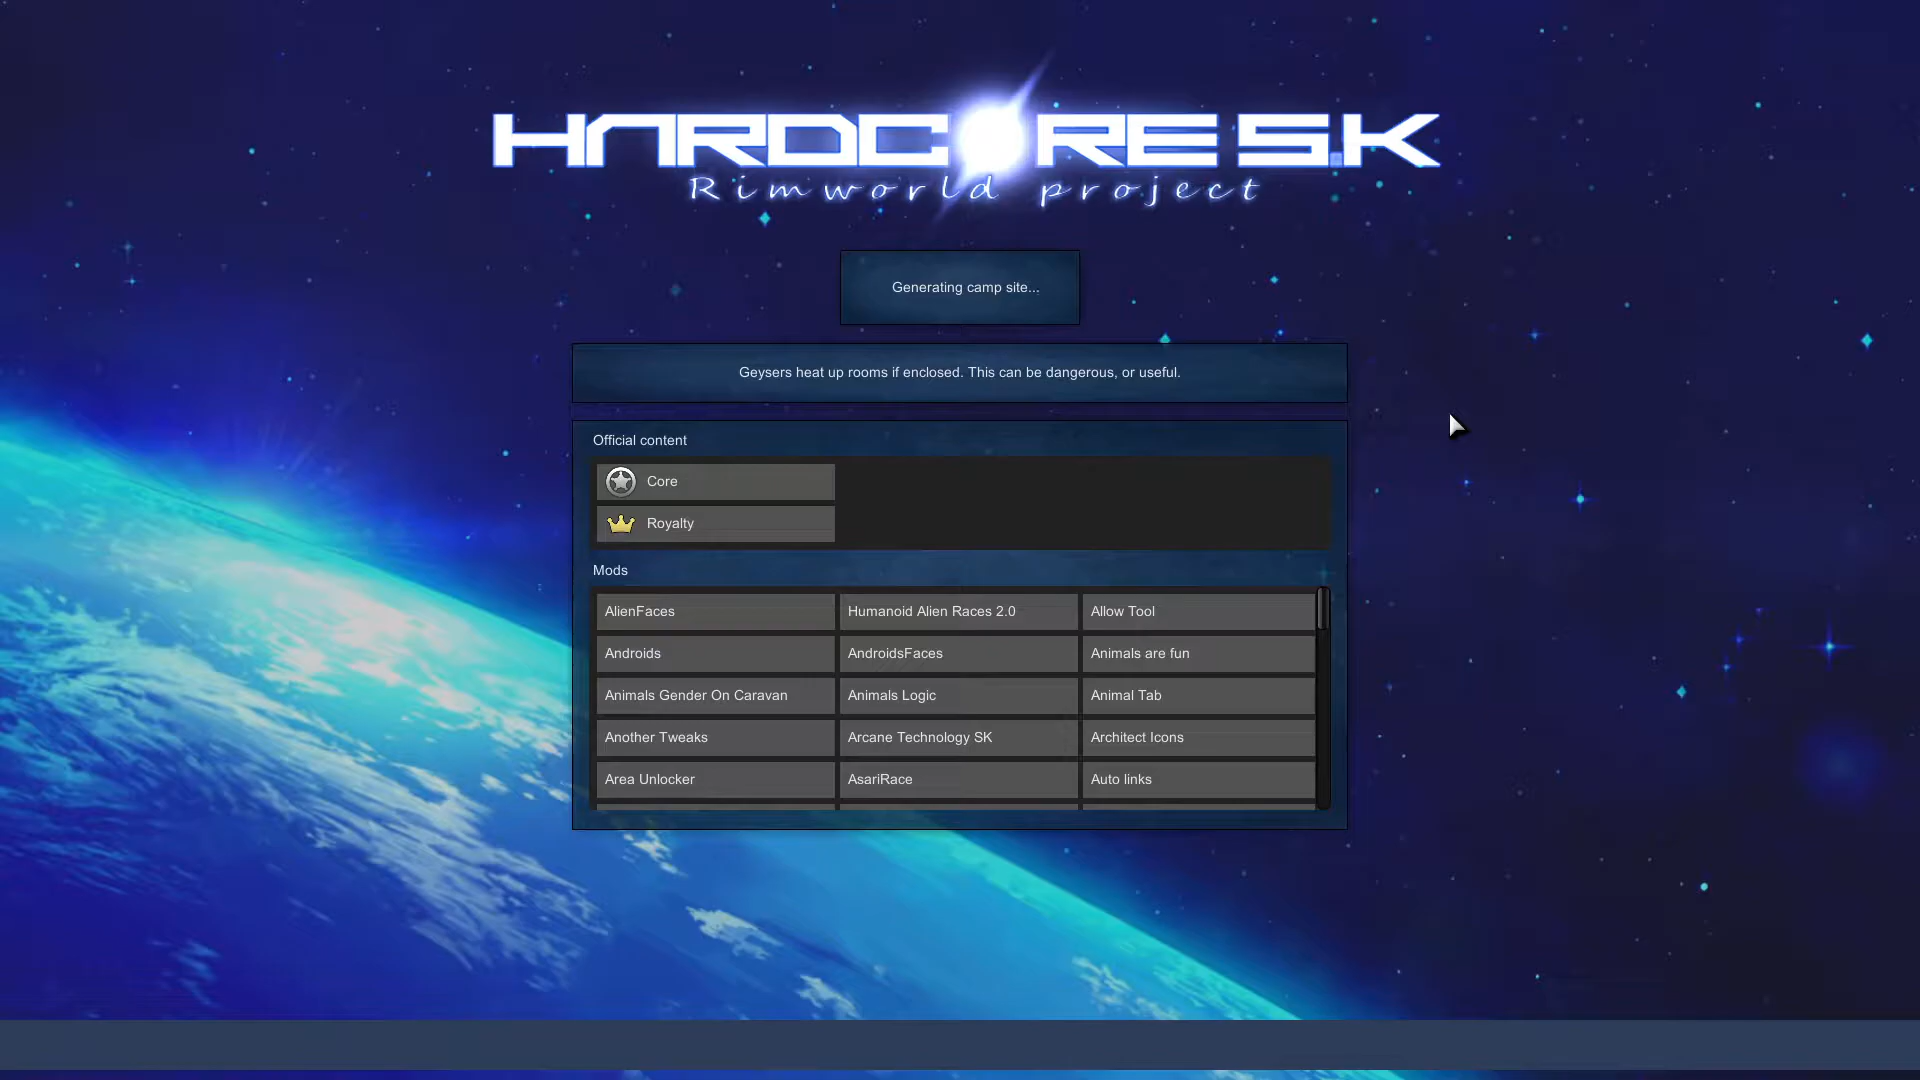 HARDCORE S.K
Rimworld project
Generating camp site...
Geysers heat up rooms if enclosed. This can be dangerous, or useful.
Official content
Core
Royalty
Mods
AlienFaces Humanoid Alien Races 2.0 Allow Tool
Androids AndroidsFaces Animals are fun
Animals Gender On Caravan Animals Logic Animal Tab
Another Tweaks Arcane Technology SK Architect Icons
Area Unlocker AsariRace Auto links